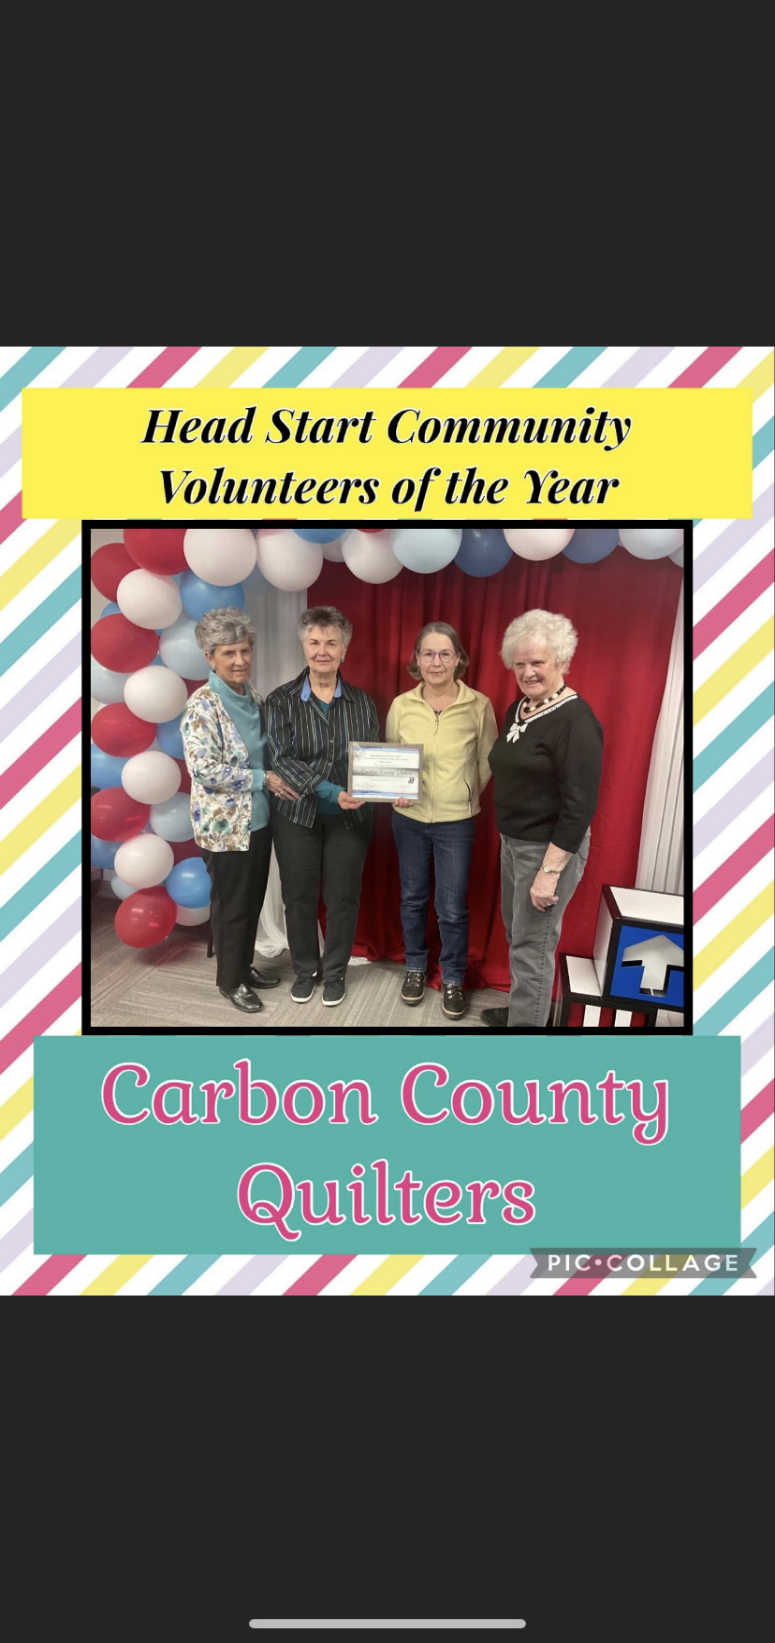 Head Start Community
Volunteers of the Year
Carbon County
Quilters
PIC•COLLAGE